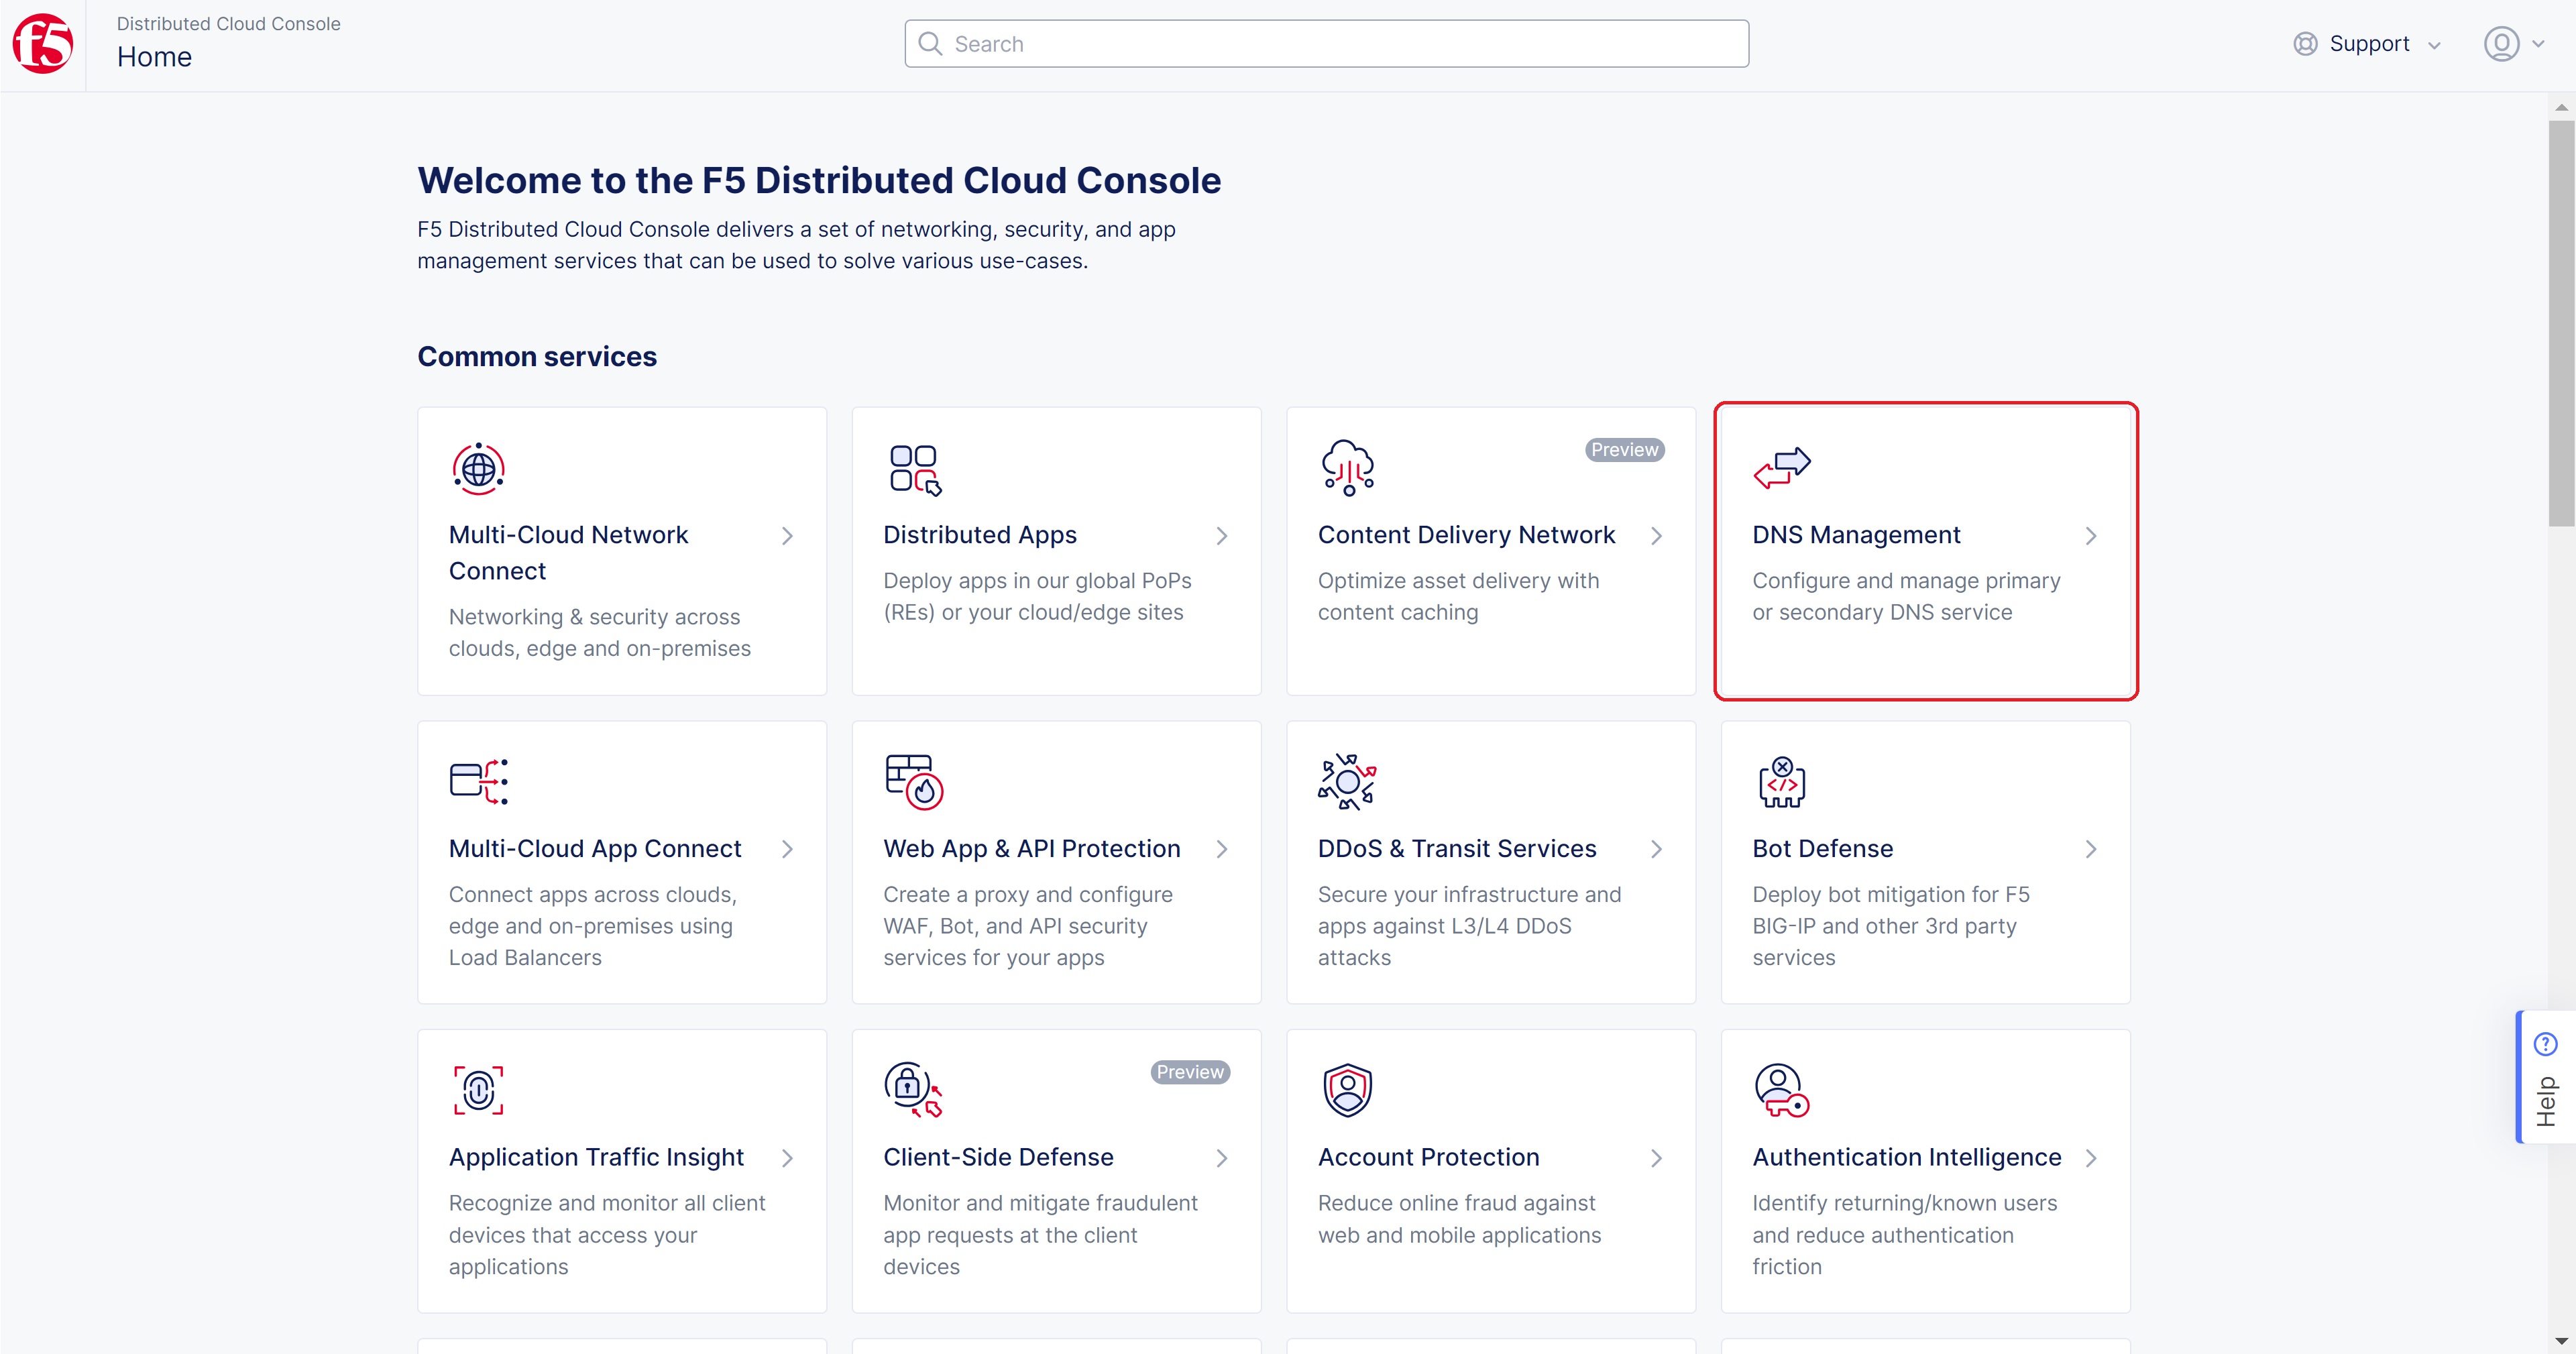 f5
Distributed Cloud Console
Home
Search
Support
Welcome to the F5 Distributed Cloud Console
F5 Distributed Cloud Console delivers a set of networking, security, and app
management services that can be used to solve various use-cases.
Common services
Multi-Cloud Network
Connect
Networking & security across
clouds, edge and on-premises
Distributed Apps
Deploy apps in our global PoPs
(REs) or your cloud/edge sites
Preview
Content Delivery Network
Optimize asset delivery with
content caching
DNS Management
Configure and manage primary
or secondary DNS service
Multi-Cloud App Connect
Connect apps across clouds,
edge and on-premises using
Load Balancers
Web App & API Protection
Create a proxy and configure
WAF, Bot, and API security
services for your apps
DDoS & Transit Services
Secure your infrastructure and
apps against L3/L4 DDoS
attacks
Bot Defense
Deploy bot mitigation for F5
BIG-IP and other 3rd party
services
Application Traffic Insight
Recognize and monitor all client
devices that access your
applications
Preview
Client-Side Defense
Monitor and mitigate fraudulent
app requests at the client
devices
Account Protection
Reduce online fraud against
web and mobile applications
Authentication Intelligence
Identify returning/known users
and reduce authentication
friction
? Help